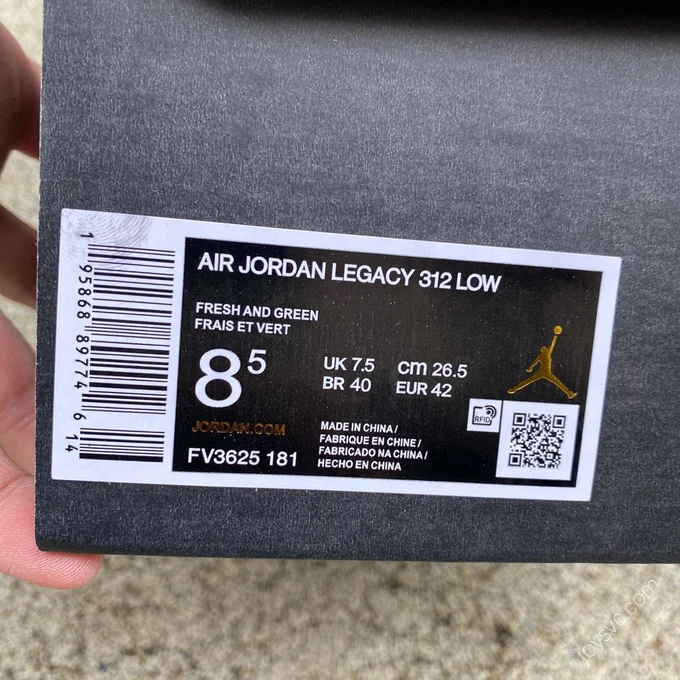 AIR JORDAN LEGACY 312 LOW
FRESH AND GREEN
FRAIS ET VERT
8 5
UK 7.5 cm 26.5
BR 40 EUR 42
JORDAN.COM
FV3625 181
MADE IN CHINA /
FABRIQUE EN CHINE /
FABRICADO NA CHINA /
HECHO EN CHINA
RFID
1 95868 89774 6 14
joysvc.com